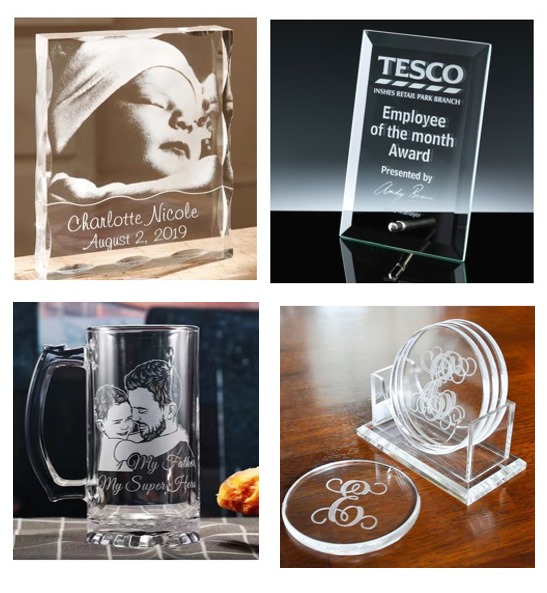 Charlotte Nicole
August 2, 2019
TESCO
INSHES RETAIL PARK BRANCH
Employee
of the month
Award
Presented by
Manager
My Father
My Super Hero
E